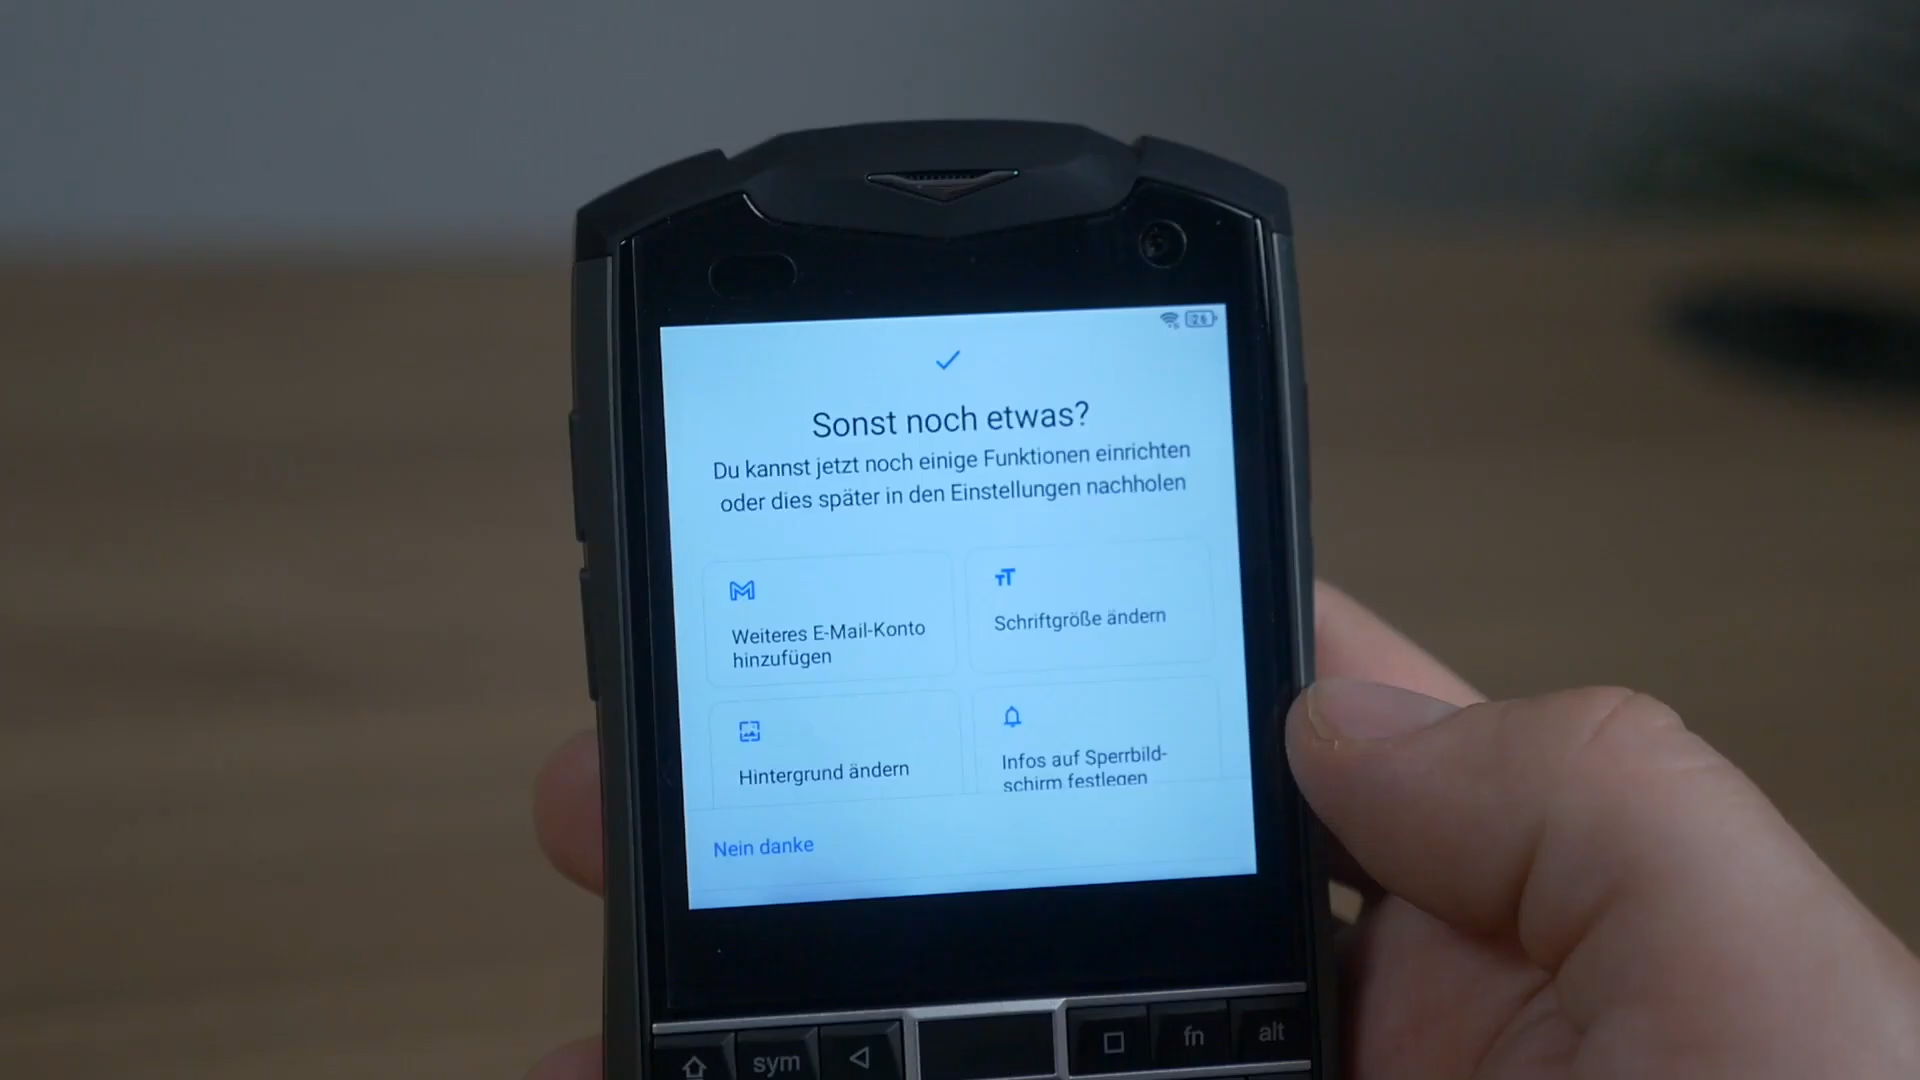 26
Sonst noch etwas?
Du kannst jetzt noch einige Funktionen einrichten
oder dies später in den Einstellungen nachholen
Weiteres E-Mail-Konto
hinzufügen
Schriftgröße ändern
Hintergrund ändern
Infos auf Sperrbild-
schirm festlegen
Nein danke
sym
fn
alt